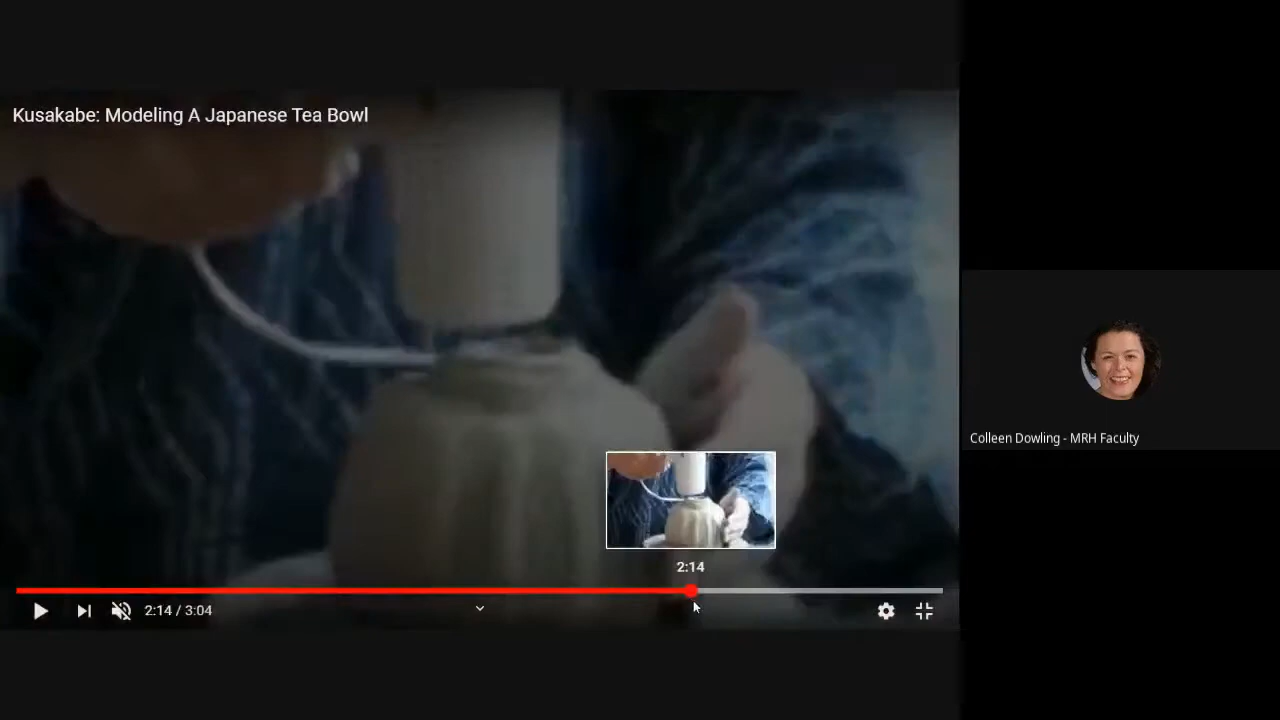 Kusakabe: Modeling A Japanese Tea Bowl
Colleen Dowling - MRH Faculty
2:14
2:14 / 3:04